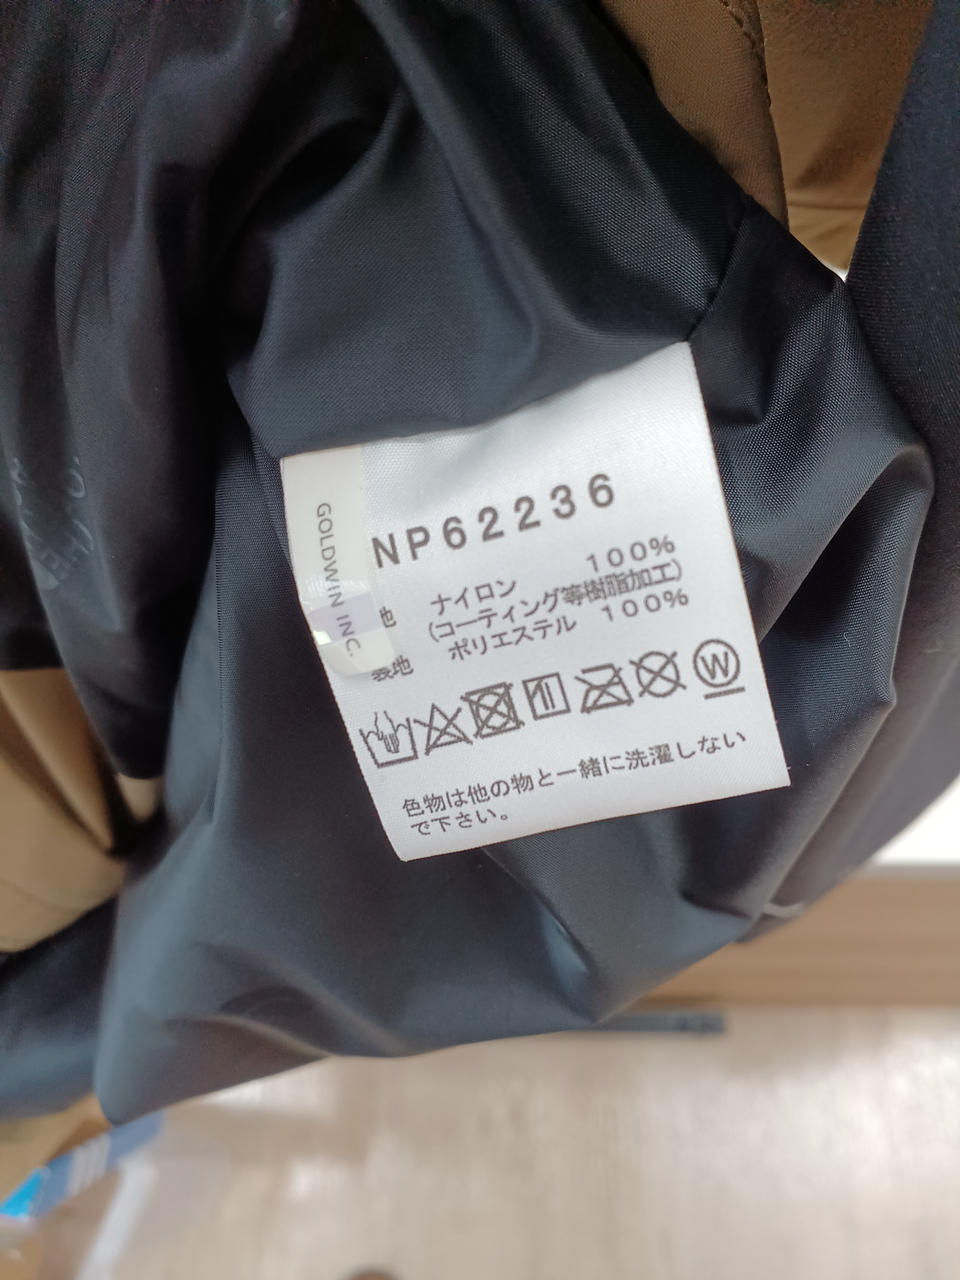 GOLDWIN INC.
NP62236
地 ナイロン 100%
(コーティング等樹脂加工)
裏地 ポリエステル 100%
W
色物は他の物と一緒に洗濯しない
で下さい。